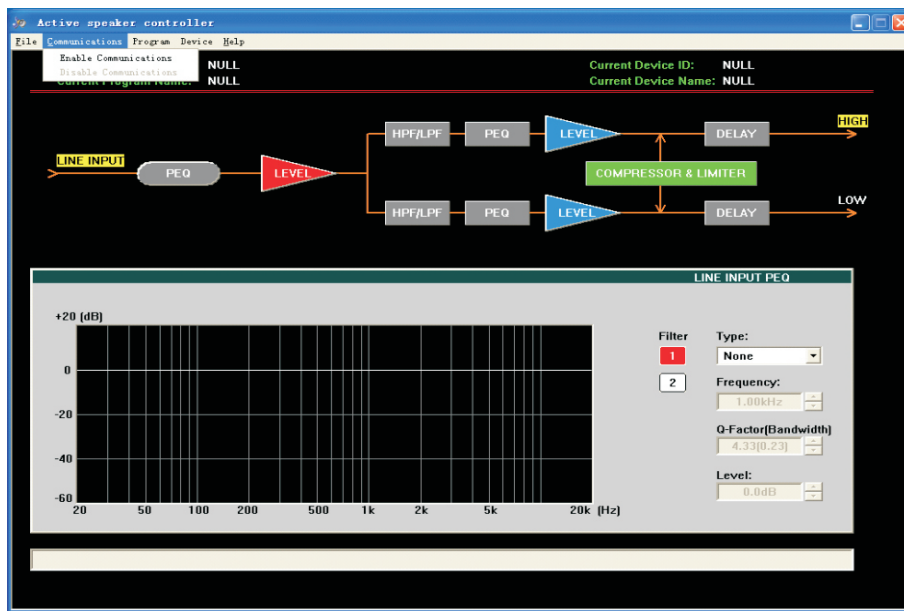 Active speaker controller
File Communications Program Device Help
Enable Communications
Disable Communications
NULL
Current Program Name: NULL
Current Device ID: NULL
Current Device Name: NULL
HIGH
HPF/LPF PEQ LEVEL DELAY
LINE INPUT
PEQ LEVEL
COMPRESSOR & LIMITER
LOW
HPF/LPF PEQ LEVEL DELAY
LINE INPUT PEQ
+20 (dB)
0
-20
-40
-60
20 50 100 200 500 1k 2k 5k 20k (Hz)
Filter
1
2
Type:
None
Frequency:
1.00kHz
Q-Factor(Bandwidth)
4.33(0.23)
Level:
0.0dB